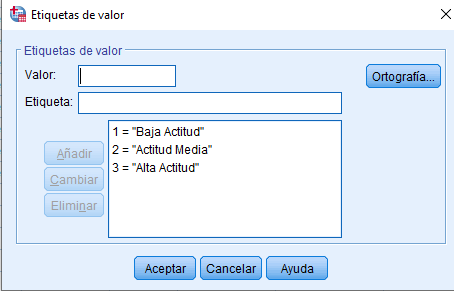 Etiquetas de valor
Etiquetas de valor
Valor:
Ortografía...
Etiqueta:
1 = "Baja Actitud"
2 = "Actitud Media"
3 = "Alta Actitud"
Añadir
Cambiar
Eliminar
Aceptar Cancelar Ayuda